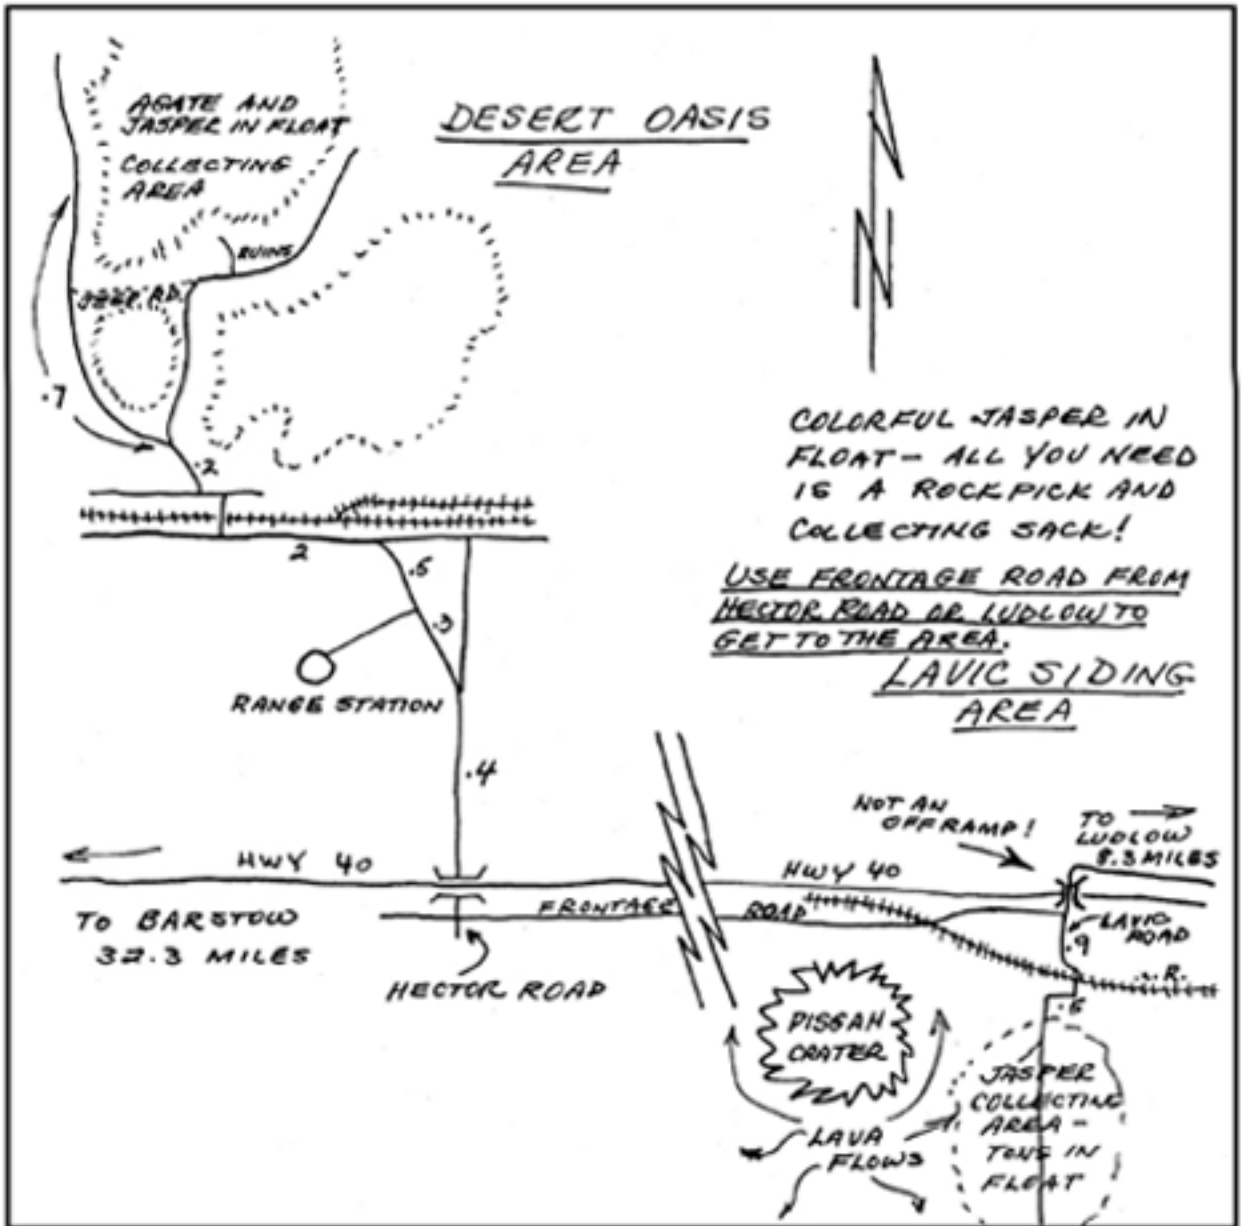 AGATE AND
JASPER IN FLOAT
COLLECTING
AREA
DESERT OASIS
AREA
N
RUINS
JEEP RD.
.7
.2
COLORFUL JASPER IN
FLOAT - ALL YOU NEED
IS A ROCKPICK AND
COLLECTING SACK!
2
.5
.3
USE FRONTAGE ROAD FROM
HECTOR ROAD OR LUDLOW TO
GET TO THE AREA.
RANGE STATION
LAVIC SIDING
AREA
.4
NOT AN
OFFRAMP!
TO
LUDLOW
8.3 MILES
HWY 40
HWY 40
TO BARSTOW
32.3 MILES
FRONTAGE ROAD
LAVIC
ROAD
.9
HECTOR ROAD
R.R.
.6
PISGAH
CRATER
JASPER
COLLECTING
AREA -
TONS IN
FLOAT
LAVA
FLOWS